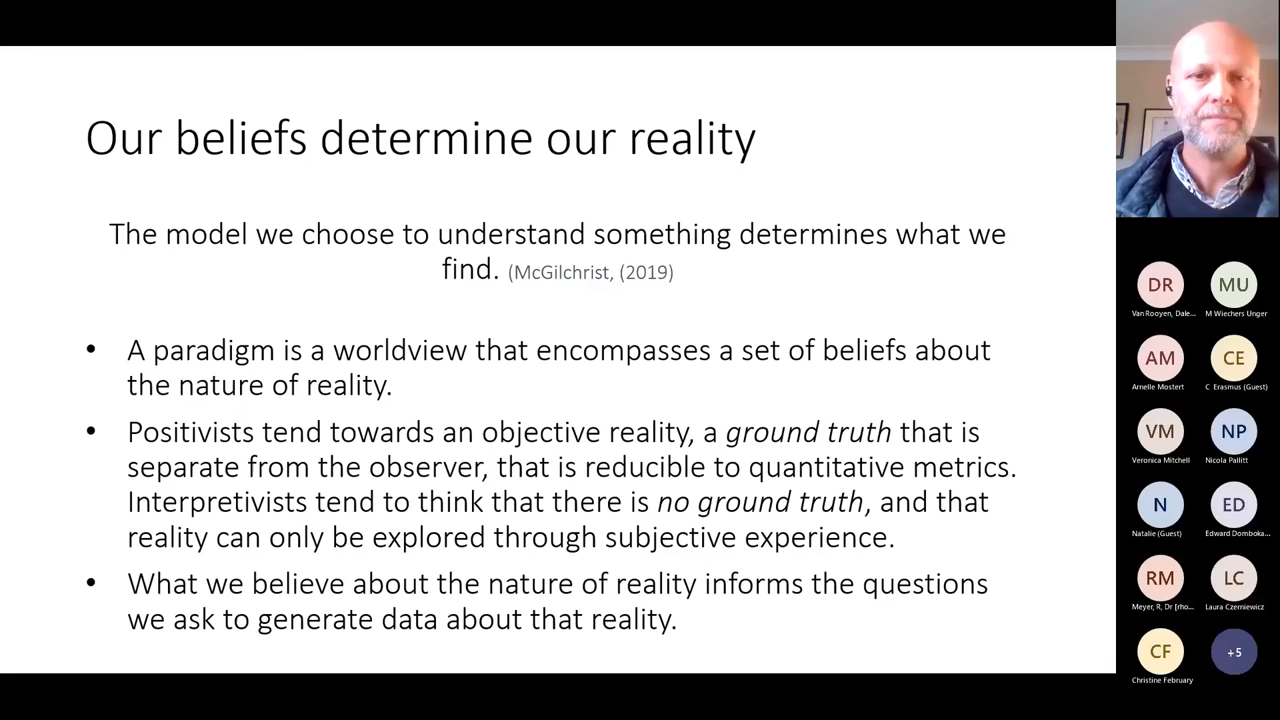 Our beliefs determine our reality
The model we choose to understand something determines what we
find. (McGilchrist, (2019)
• A paradigm is a worldview that encompasses a set of beliefs about
the nature of reality.
• Positivists tend towards an objective reality, a ground truth that is
separate from the observer, that is reducible to quantitative metrics.
Interpretivists tend to think that there is no ground truth, and that
reality can only be explored through subjective experience.
• What we believe about the nature of reality informs the questions
we ask to generate data about that reality.
DR
MU
Van Rooyen, Dale...
M Wiechers Unger
AM
CE
Arnelle Mostert
C Erasmus (Guest)
VM
NP
Veronica Mitchell
Nicola Pallitt
N
ED
Natalie (Guest)
Edward Domboka...
RM
LC
Meyer, R, Dr [rho...
Laura Czerniewicz
CF
+5
Christine February